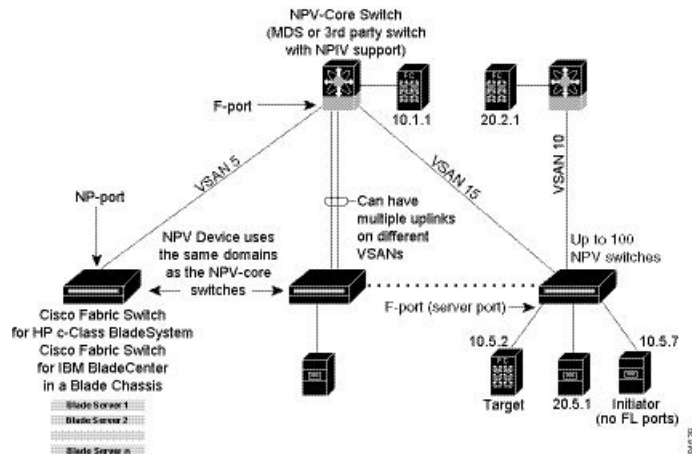 NPV-Core Switch
(MDS or 3rd party switch
with NPIV support)
F-port
10.1.1
20.2.1
VSAN 5
VSAN 15
VSAN 10
NP-port
Can have
multiple uplinks
on different
VSANs
NPV Device uses
the same domains
as the NPV-core
switches
Up to 100
NPV switches
Cisco Fabric Switch
for HP c-Class BladeSystem
Cisco Fabric Switch
for IBM BladeCenter
in a Blade Chassis
F-port (server port)
10.5.2
10.5.7
FC
Target
20.5.1
Initiator
(no FL ports)
Blade Server 1
Blade Server 2
Blade Server n